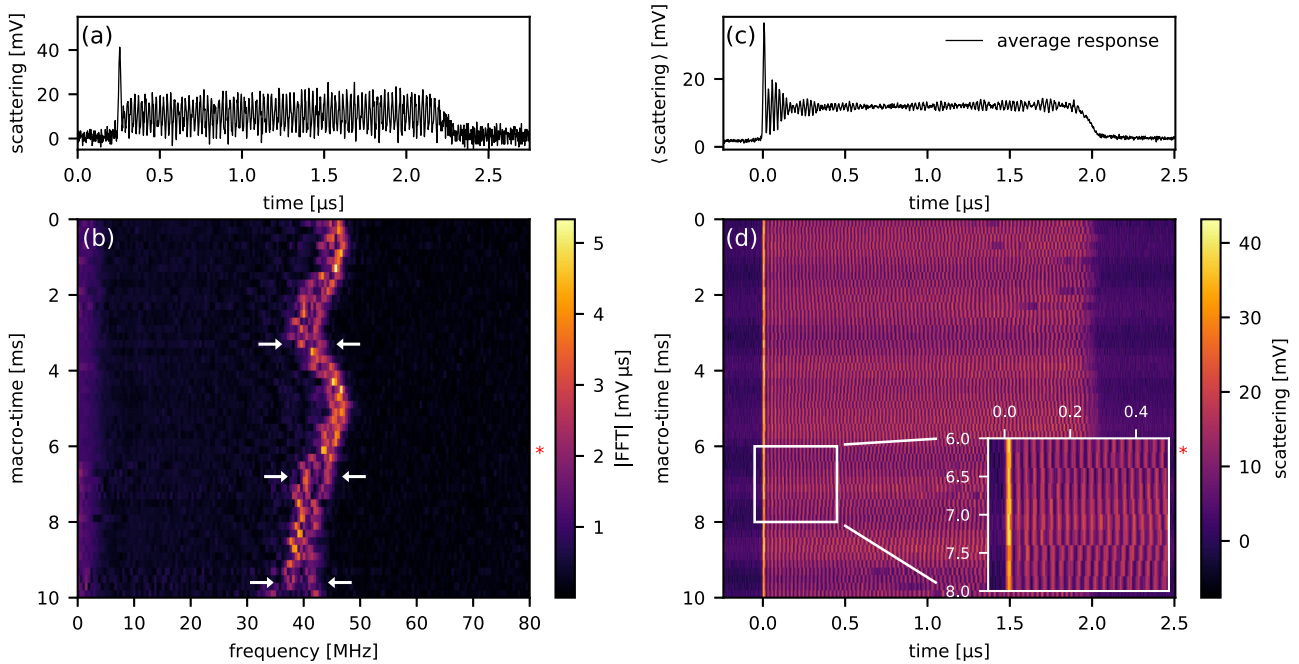 (a)
scattering [mV]
0
20
40
0.0 0.5 1.0 1.5 2.0 2.5
time [µs]
(c)
average response
⟨ scattering ⟩ [mV]
0
20
0.0 0.5 1.0 1.5 2.0 2.5
time [µs]
(b)
macro-time [ms]
0
2
4
6
8
10
0 10 20 30 40 50 60 70 80
frequency [MHz]
*
|FFT| [mV µs]
5
4
3
2
1
(d)
macro-time [ms]
0
2
4
6
8
10
0.0 0.5 1.0 1.5 2.0 2.5
time [µs]
0.0 0.2 0.4
6.0
6.5
7.0
7.5
8.0
*
scattering [mV]
40
30
20
10
0